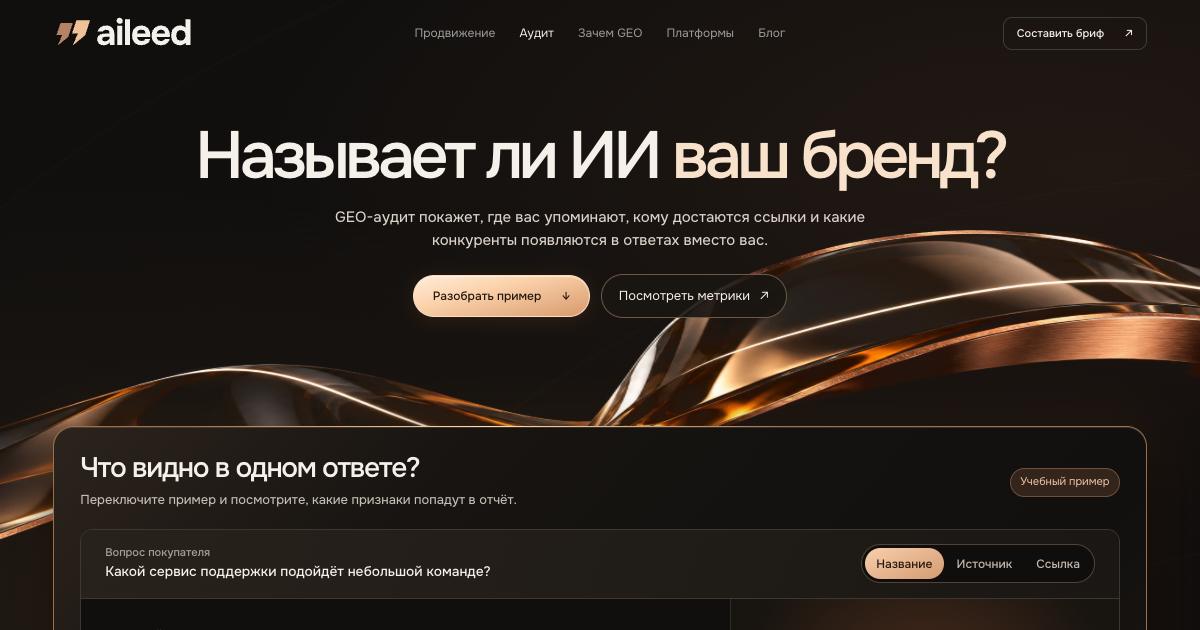 aileed
Продвижение
Аудит
Зачем GEO
Платформы
Блог
Составить бриф
Называет ли ИИ ваш бренд?
GEO-аудит покажет, где вас упоминают, кому достаются ссылки и какие
конкуренты появляются в ответах вместо вас.
Разобрать пример
Посмотреть метрики
Что видно в одном ответе?
Переключите пример и посмотрите, какие признаки попадут в отчёт.
Учебный пример
Вопрос покупателя
Какой сервис поддержки подойдёт небольшой команде?
Название
Источник
Ссылка